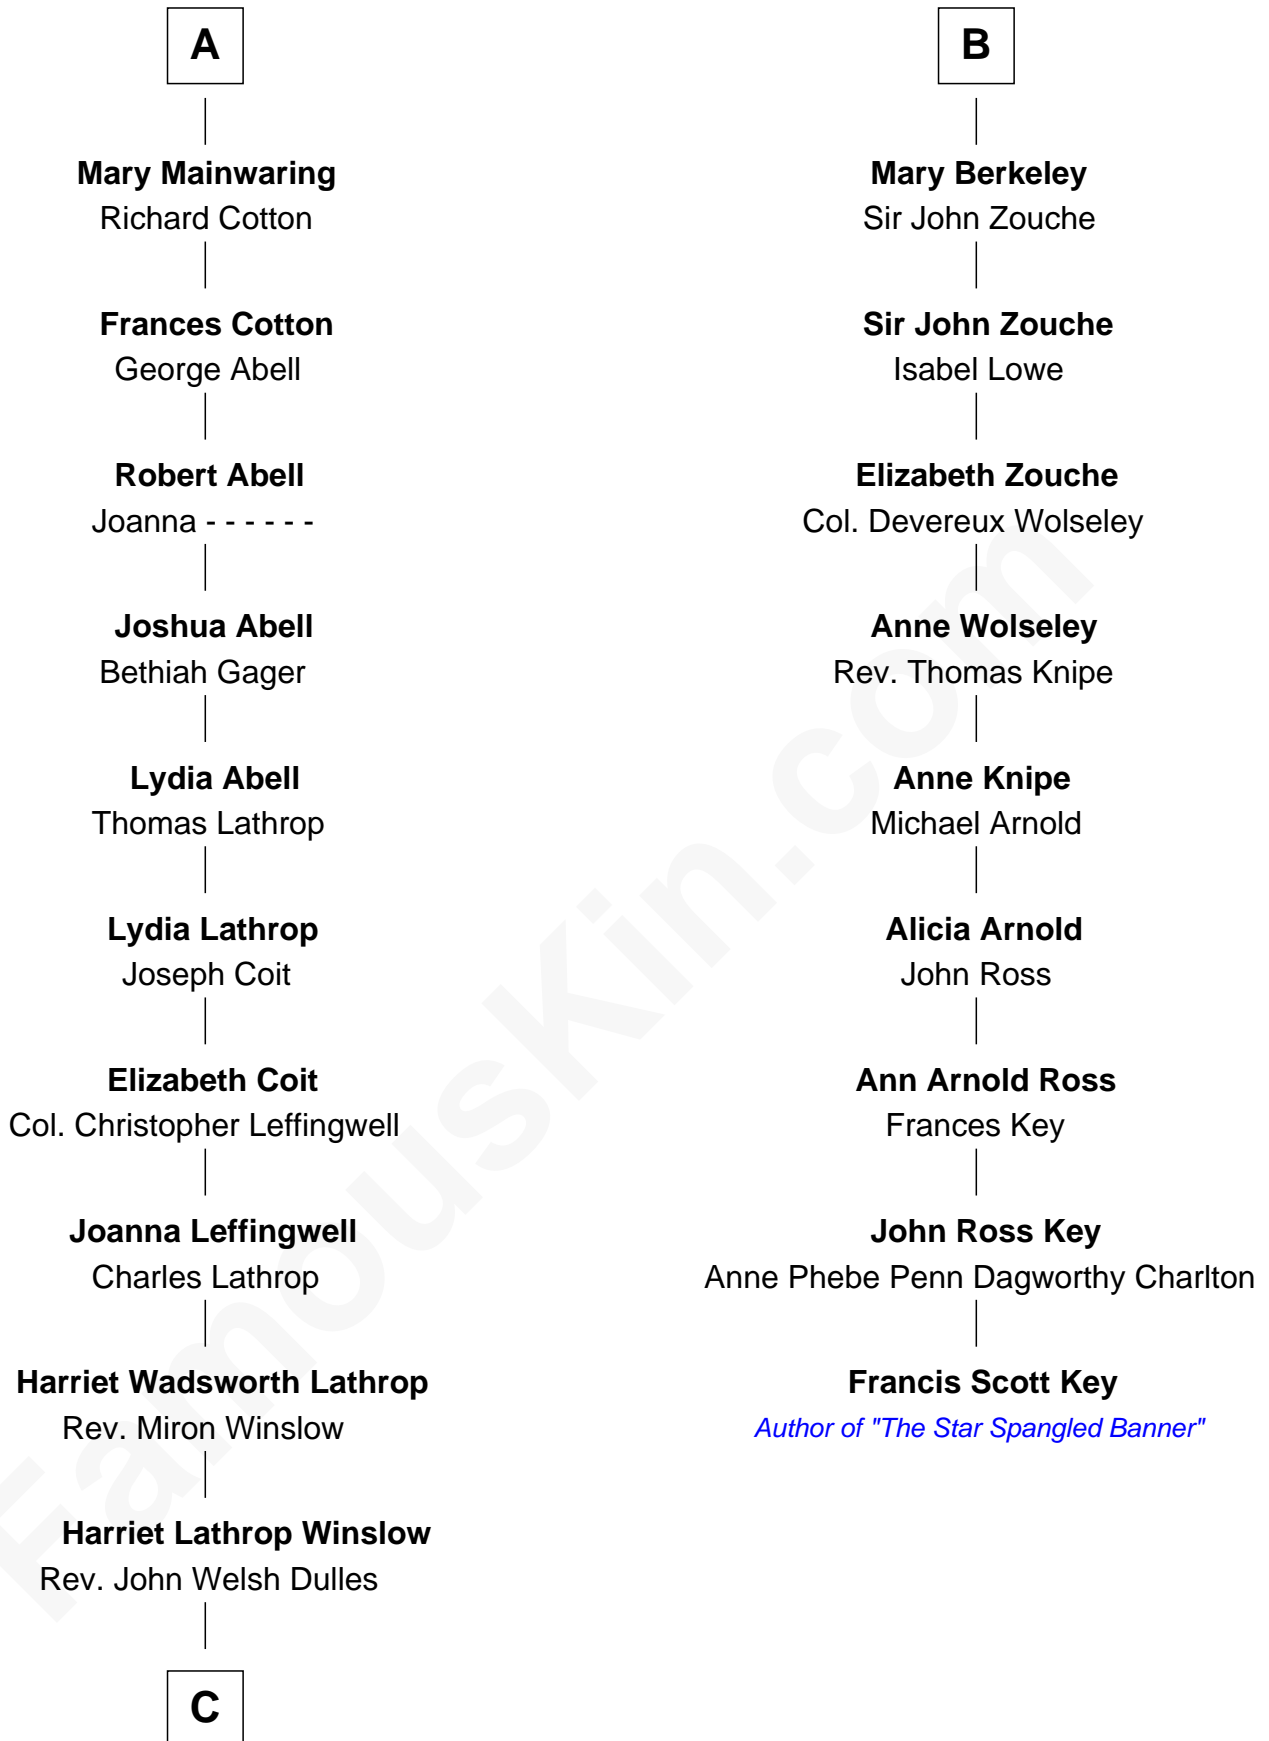 A
Mary Mainwaring
Richard Cotton
Frances Cotton
George Abell
Robert Abell
Joanna - - - - - -
Joshua Abell
Bethiah Gager
Lydia Abell
Thomas Lathrop
Lydia Lathrop
Joseph Coit
Elizabeth Coit
Col. Christopher Leffingwell
Joanna Leffingwell
Charles Lathrop
Harriet Wadsworth Lathrop
Rev. Miron Winslow
Harriet Lathrop Winslow
Rev. John Welsh Dulles
C
B
Mary Berkeley
Sir John Zouche
Sir John Zouche
Isabel Lowe
Elizabeth Zouche
Col. Devereux Wolseley
Anne Wolseley
Rev. Thomas Knipe
Anne Knipe
Michael Arnold
Alicia Arnold
John Ross
Ann Arnold Ross
Frances Key
John Ross Key
Anne Phebe Penn Dagworthy Charlton
Francis Scott Key
Author of "The Star Spangled Banner"
FamousKin.com